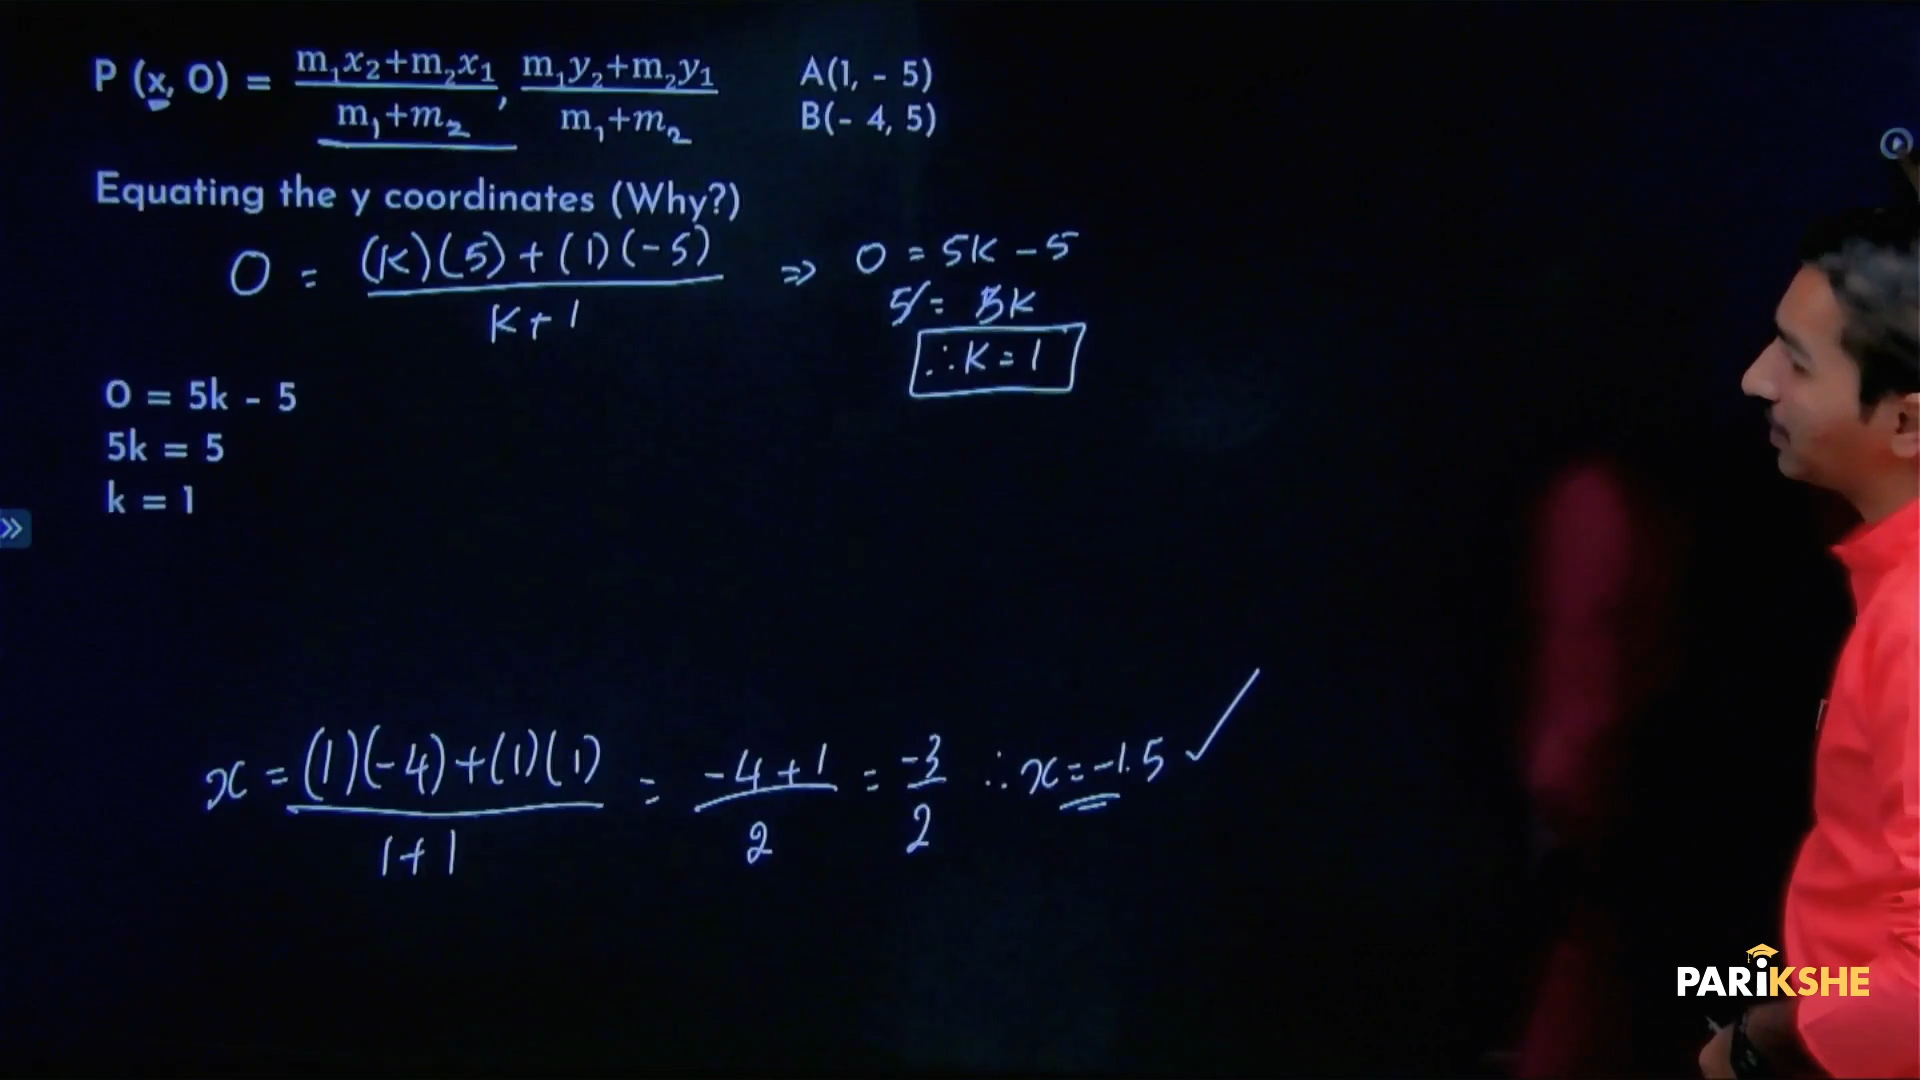 P (x, 0) = m₁x₂+m₂x₁ / m₁+m₂ , m₁y₂+m₂y₁ / m₁+m₂
A(1, - 5)
B(- 4, 5)
Equating the y coordinates (Why?)
0 = (k)(5)+(1)(-5) / k+1 ⇒ 0 = 5k - 5
5 = 5k
∴ k = 1
0 = 5k - 5
5k = 5
k = 1
x = (1)(-4)+(1)(1) / 1+1 = -4+1 / 2 = -3 / 2 ∴ x = -1.5 ✓
PARiKSHE